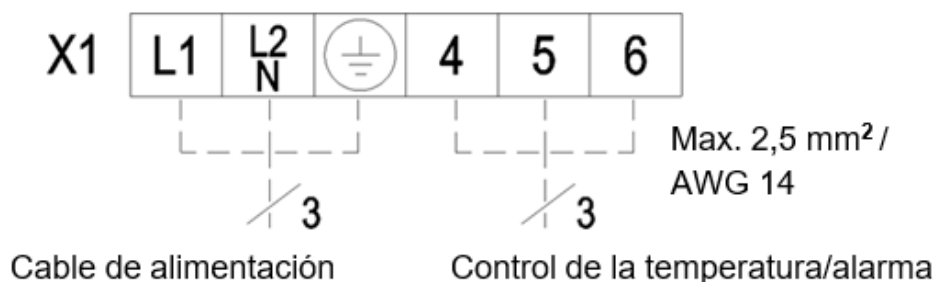 X1 L1 L2 N 4 5 6
Max. 2,5 mm² /
AWG 14
3 3
Cable de alimentación Control de la temperatura/alarma